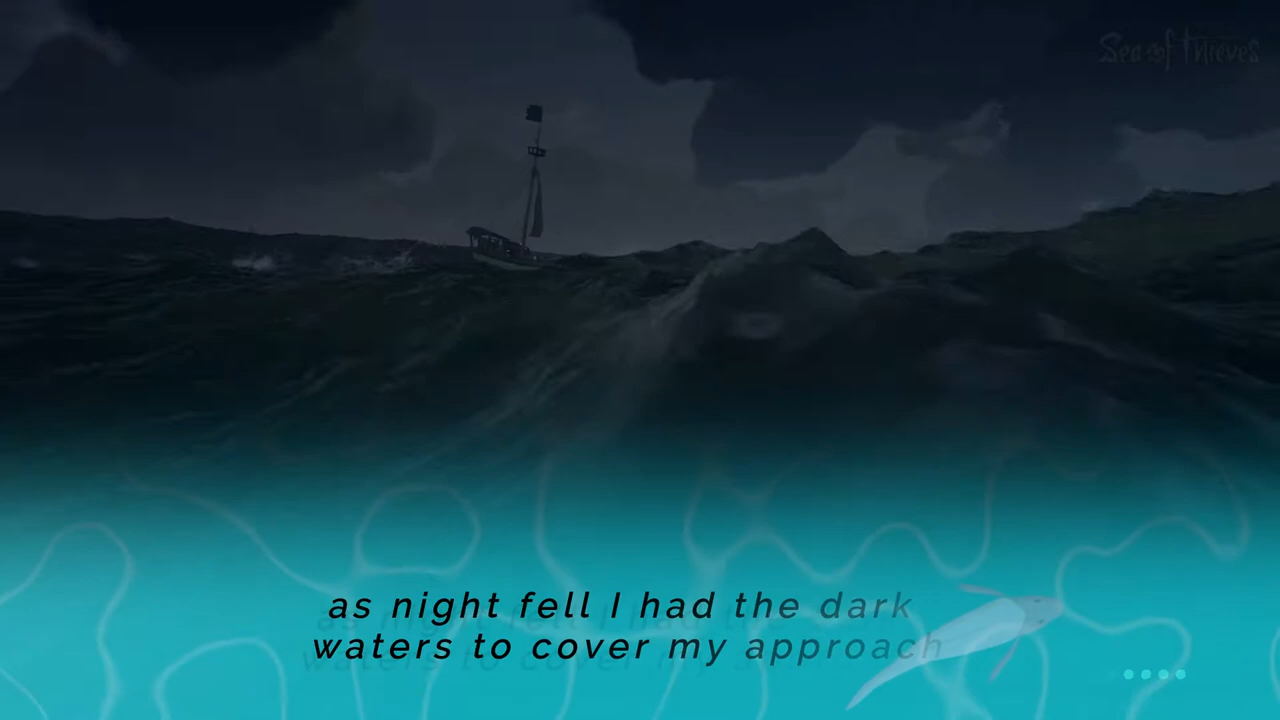 Sea of Thieves
as night fell I had the dark
waters to cover my approach